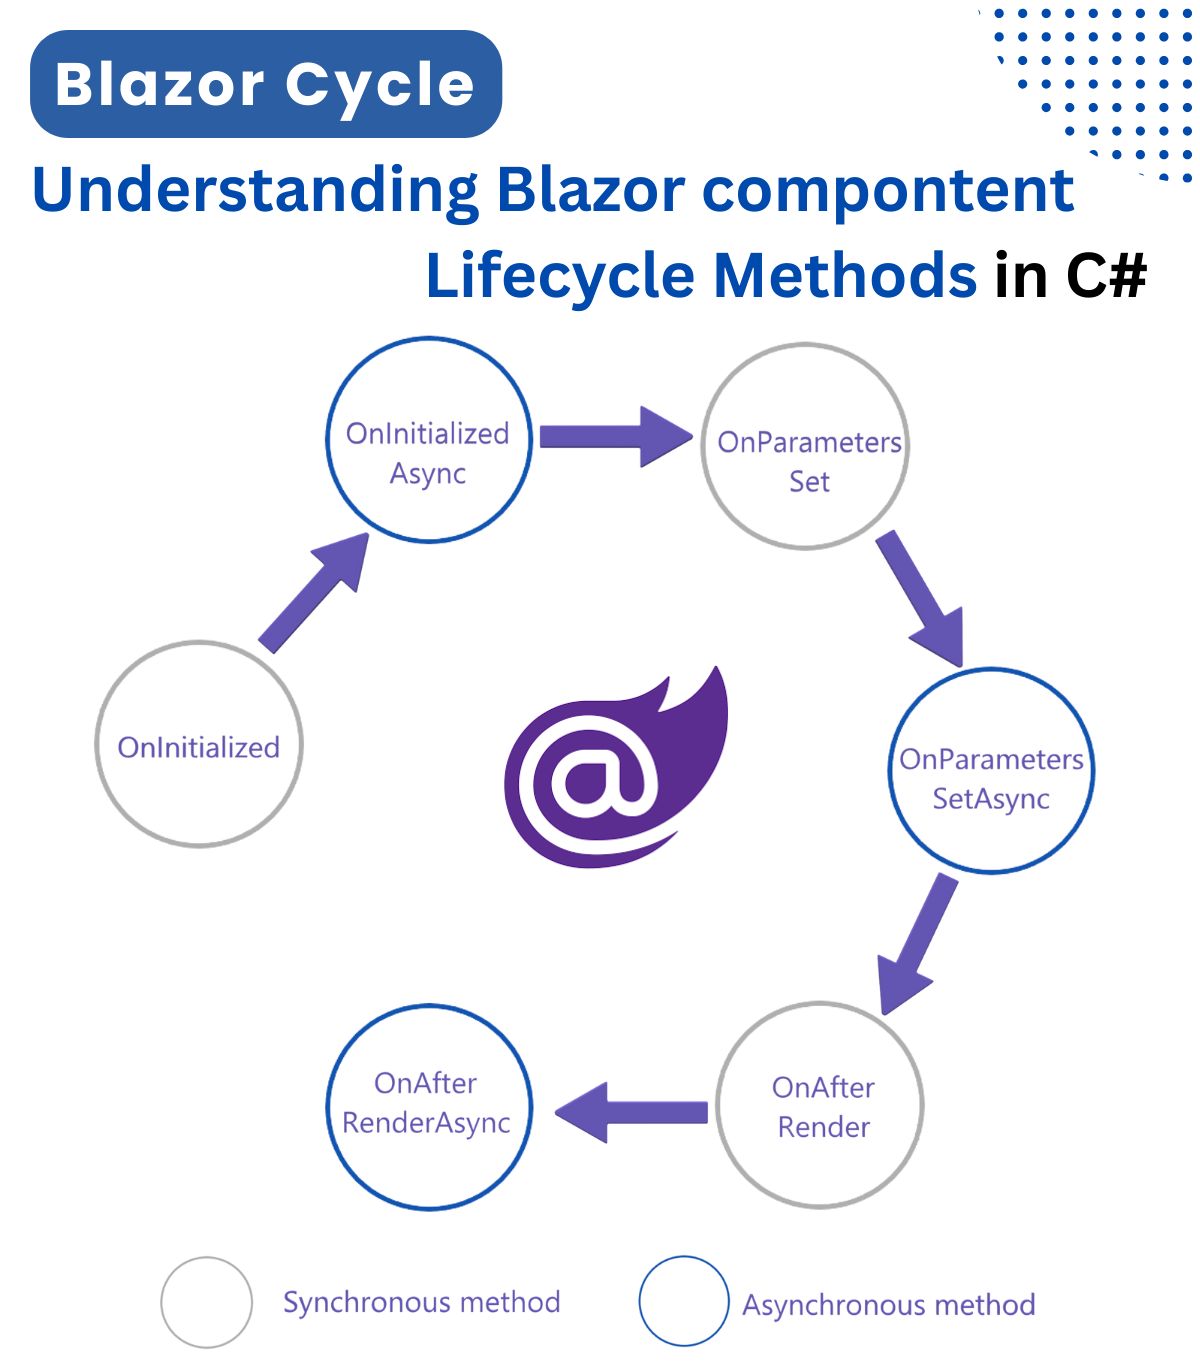 Blazor Cycle
Understanding Blazor compontent
Lifecycle Methods in C#
OnInitialized
Async
OnParameters
Set
OnInitialized
OnParameters
SetAsync
OnAfter
RenderAsync
OnAfter
Render
Synchronous method
Asynchronous method